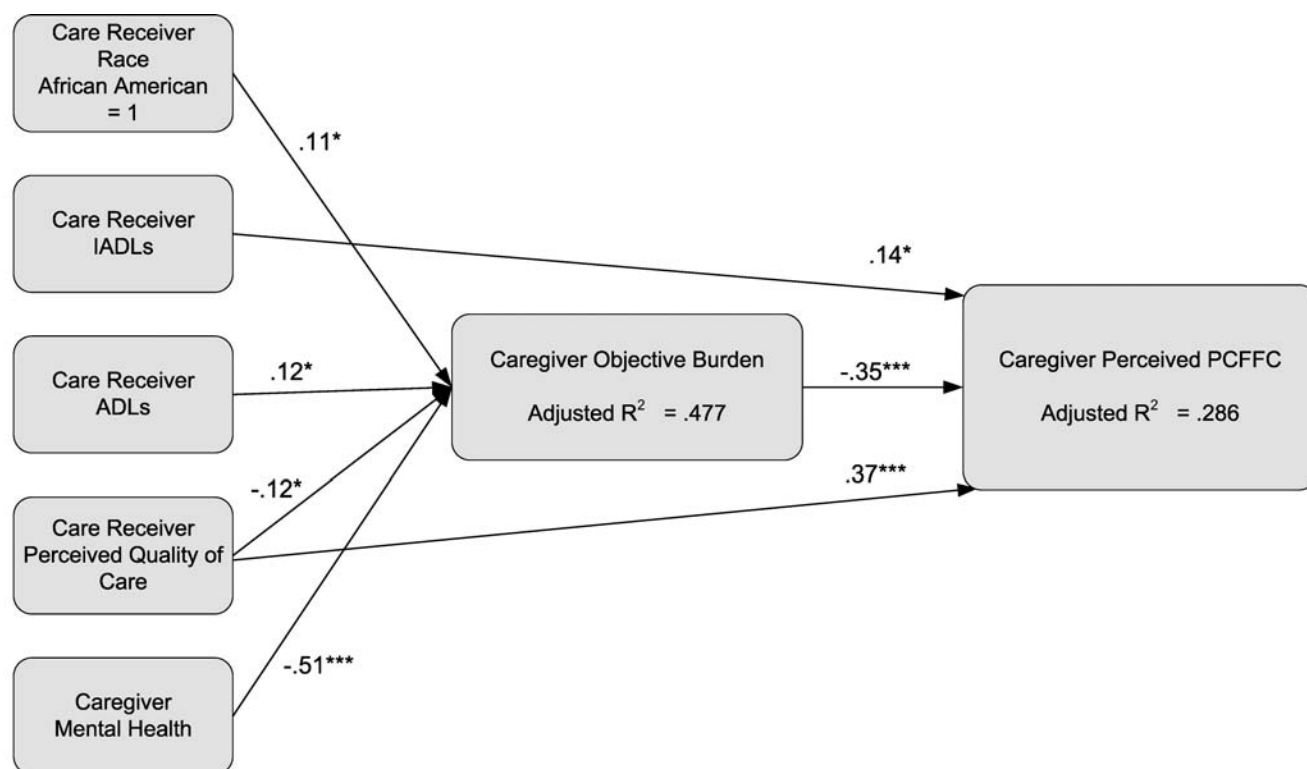 Care Receiver
Race
African American
= 1
.11*
Care Receiver
IADLs
.14*
Care Receiver
ADLs
.12*
Caregiver Objective Burden
Adjusted R² = .477
-.35***
Caregiver Perceived PCFFC
Adjusted R² = .286
Care Receiver
Perceived Quality of
Care
-.12*
.37***
Caregiver
Mental Health
-.51***